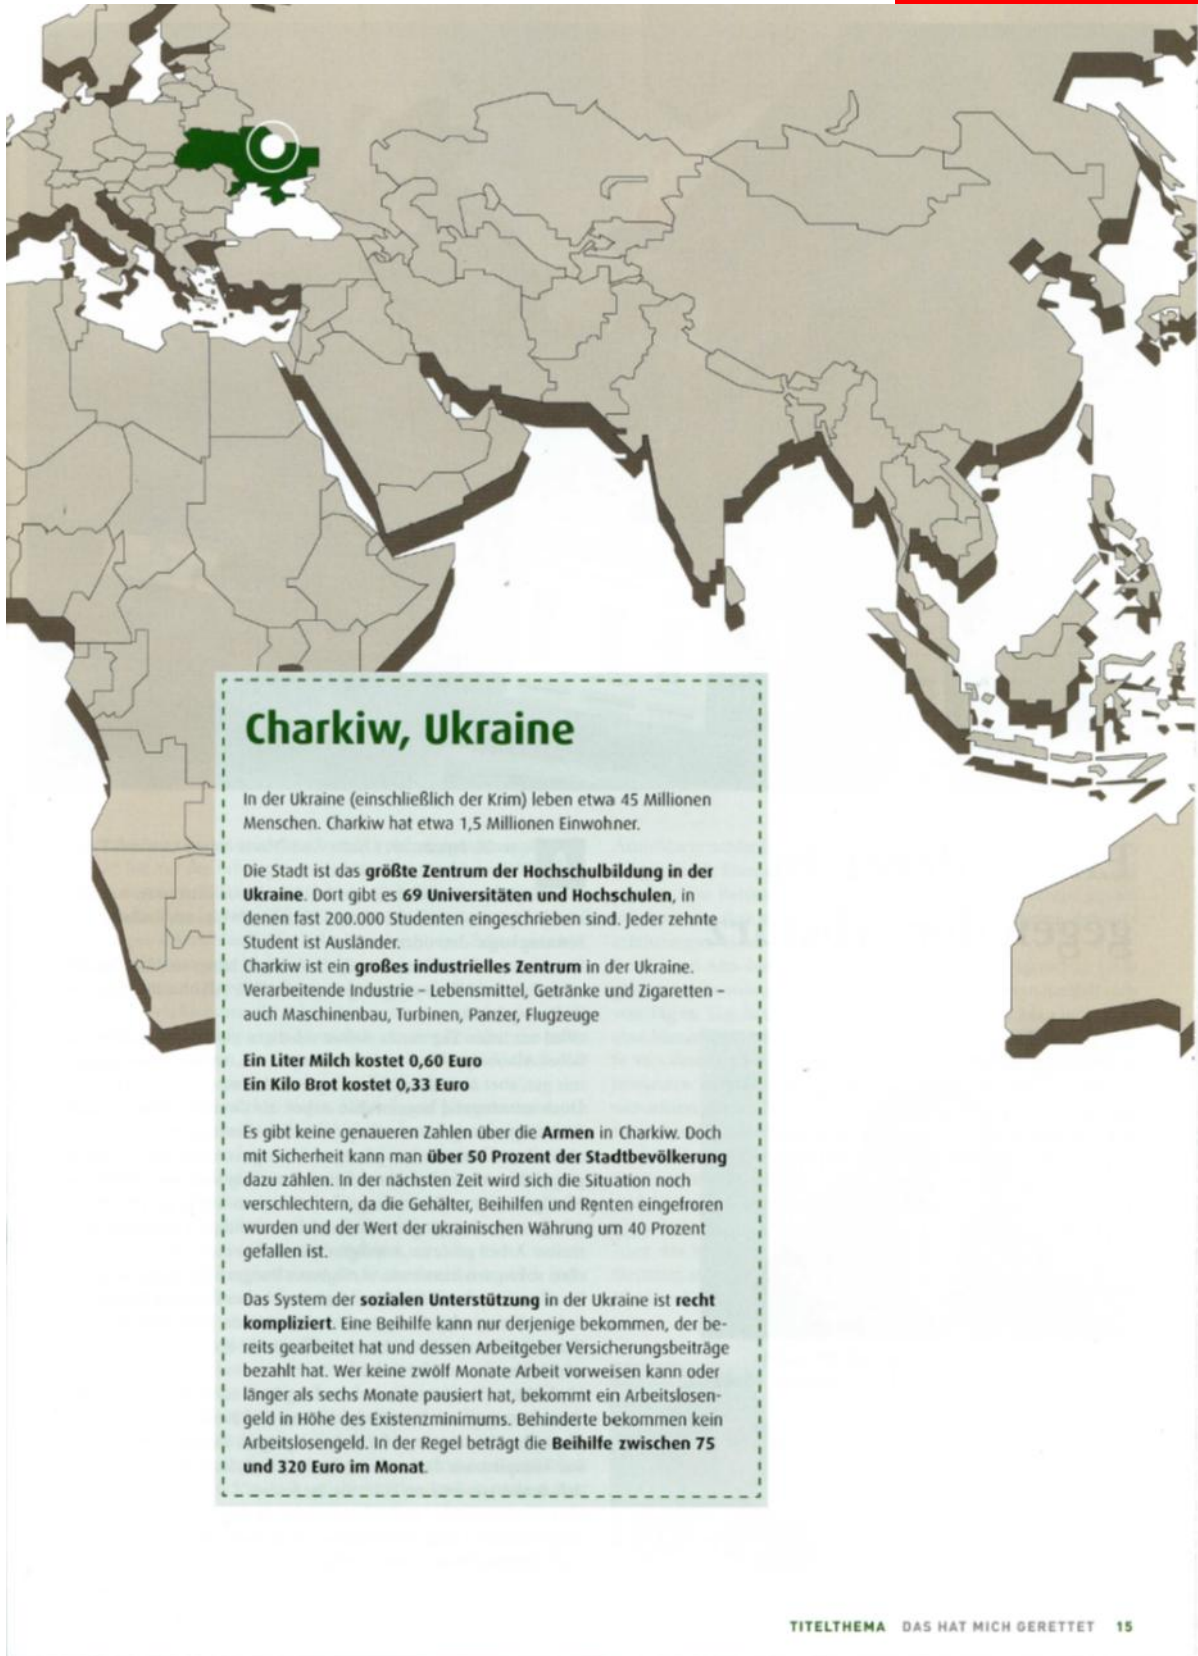 Charkiw, Ukraine
In der Ukraine (einschließlich der Krim) leben etwa 45 Millionen
Menschen. Charkiw hat etwa 1,5 Millionen Einwohner.
Die Stadt ist das größte Zentrum der Hochschulbildung in der
Ukraine. Dort gibt es 69 Universitäten und Hochschulen, in
denen fast 200.000 Studenten eingeschrieben sind. Jeder zehnte
Student ist Ausländer.
Charkiw ist ein großes industrielles Zentrum in der Ukraine.
Verarbeitende Industrie – Lebensmittel, Getränke und Zigaretten –
auch Maschinenbau, Turbinen, Panzer, Flugzeuge
Ein Liter Milch kostet 0,60 Euro
Ein Kilo Brot kostet 0,33 Euro
Es gibt keine genaueren Zahlen über die Armen in Charkiw. Doch
mit Sicherheit kann man über 50 Prozent der Stadtbevölkerung
dazu zählen. In der nächsten Zeit wird sich die Situation noch
verschlechtern, da die Gehälter, Beihilfen und Renten eingefroren
wurden und der Wert der ukrainischen Währung um 40 Prozent
gefallen ist.
Das System der sozialen Unterstützung in der Ukraine ist recht
kompliziert. Eine Beihilfe kann nur derjenige bekommen, der be-
reits gearbeitet hat und dessen Arbeitgeber Versicherungsbeiträge
bezahlt hat. Wer keine zwölf Monate Arbeit vorweisen kann oder
länger als sechs Monate pausiert hat, bekommt ein Arbeitslosen-
geld in Höhe des Existenzminimums. Behinderte bekommen kein
Arbeitslosengeld. In der Regel beträgt die Beihilfe zwischen 75
und 320 Euro im Monat.
TITELTHEMA DAS HAT MICH GERETTET 15